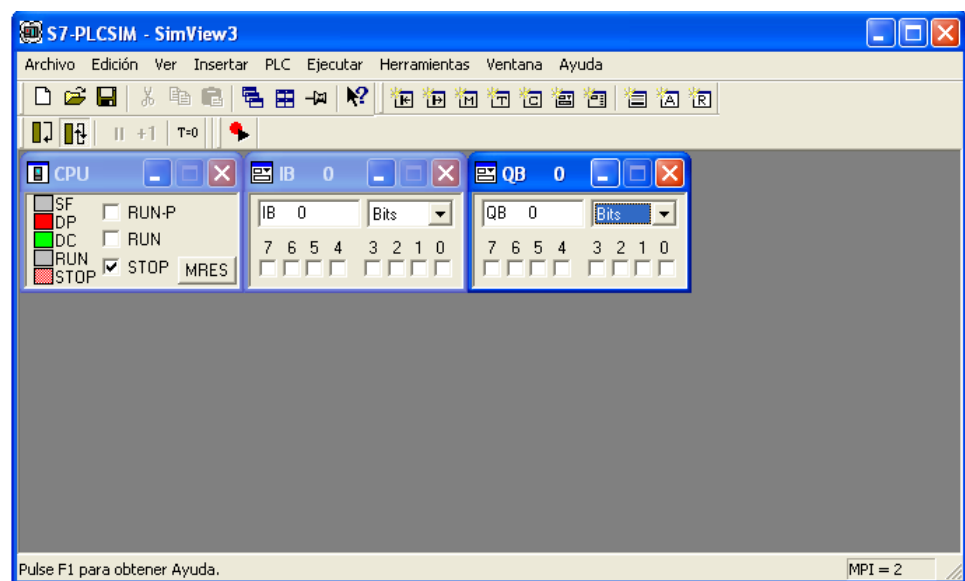 S7-PLCSIM - SimView3
Archivo Edición Ver Insertar PLC Ejecutar Herramientas Ventana Ayuda
M T C A R
II +1 T=0
CPU
SF
DP
DC
RUN
STOP
RUN-P
RUN
STOP
MRES
IB 0
IB 0 Bits
7 6 5 4 3 2 1 0
QB 0
QB 0 Bits
7 6 5 4 3 2 1 0
Pulse F1 para obtener Ayuda. MPI = 2